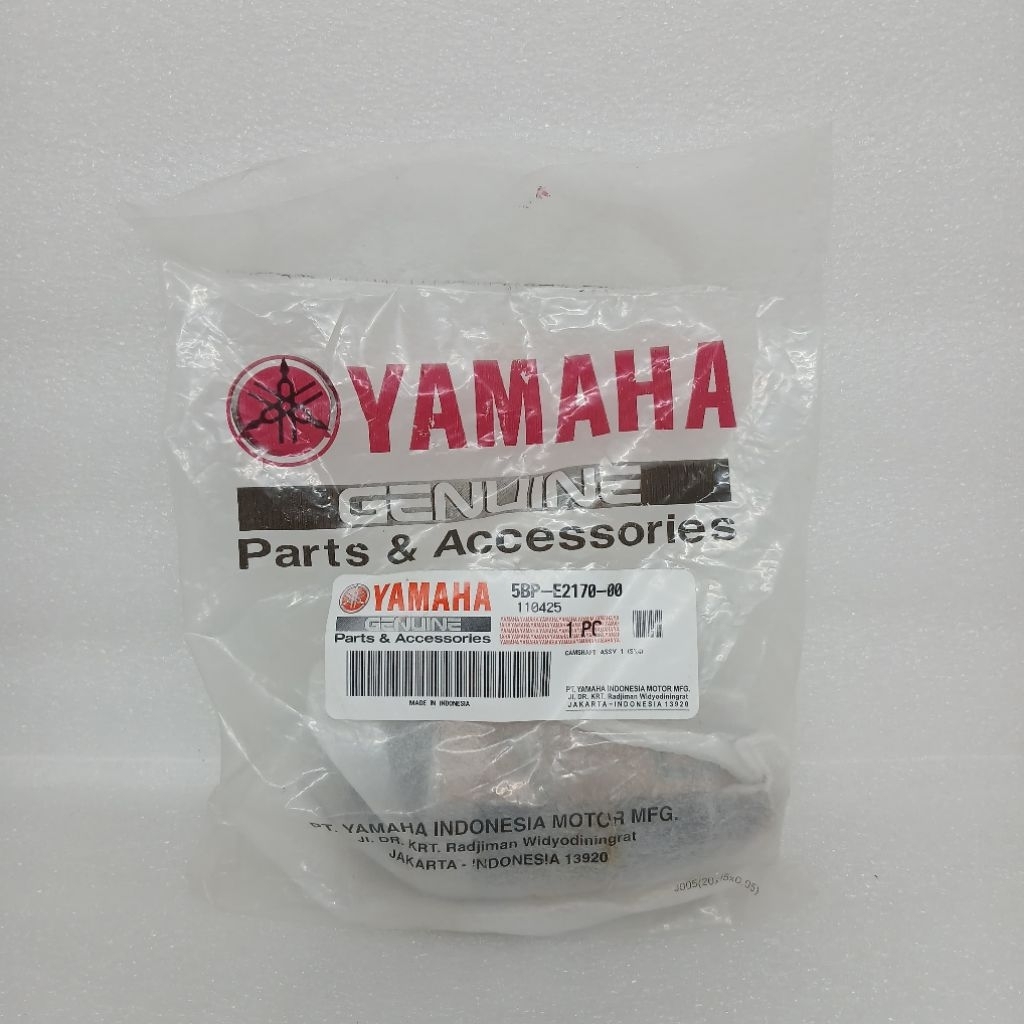 YAMAHA
GENUINE
Parts & Accessories
YAMAHA
GENUINE
Parts & Accessories
MADE IN INDONESIA
5BP-E2170-00
110425
1 PC
CAMSHAFT ASSY 1
PT. YAMAHA INDONESIA MOTOR MFG.
Jl. DR. KRT. Radjiman Widyodiningrat
JAKARTA-INDONESIA 13920
PT. YAMAHA INDONESIA MOTOR MFG.
Jl. DR. KRT. Radjiman Widyodiningrat
JAKARTA - INDONESIA 13920